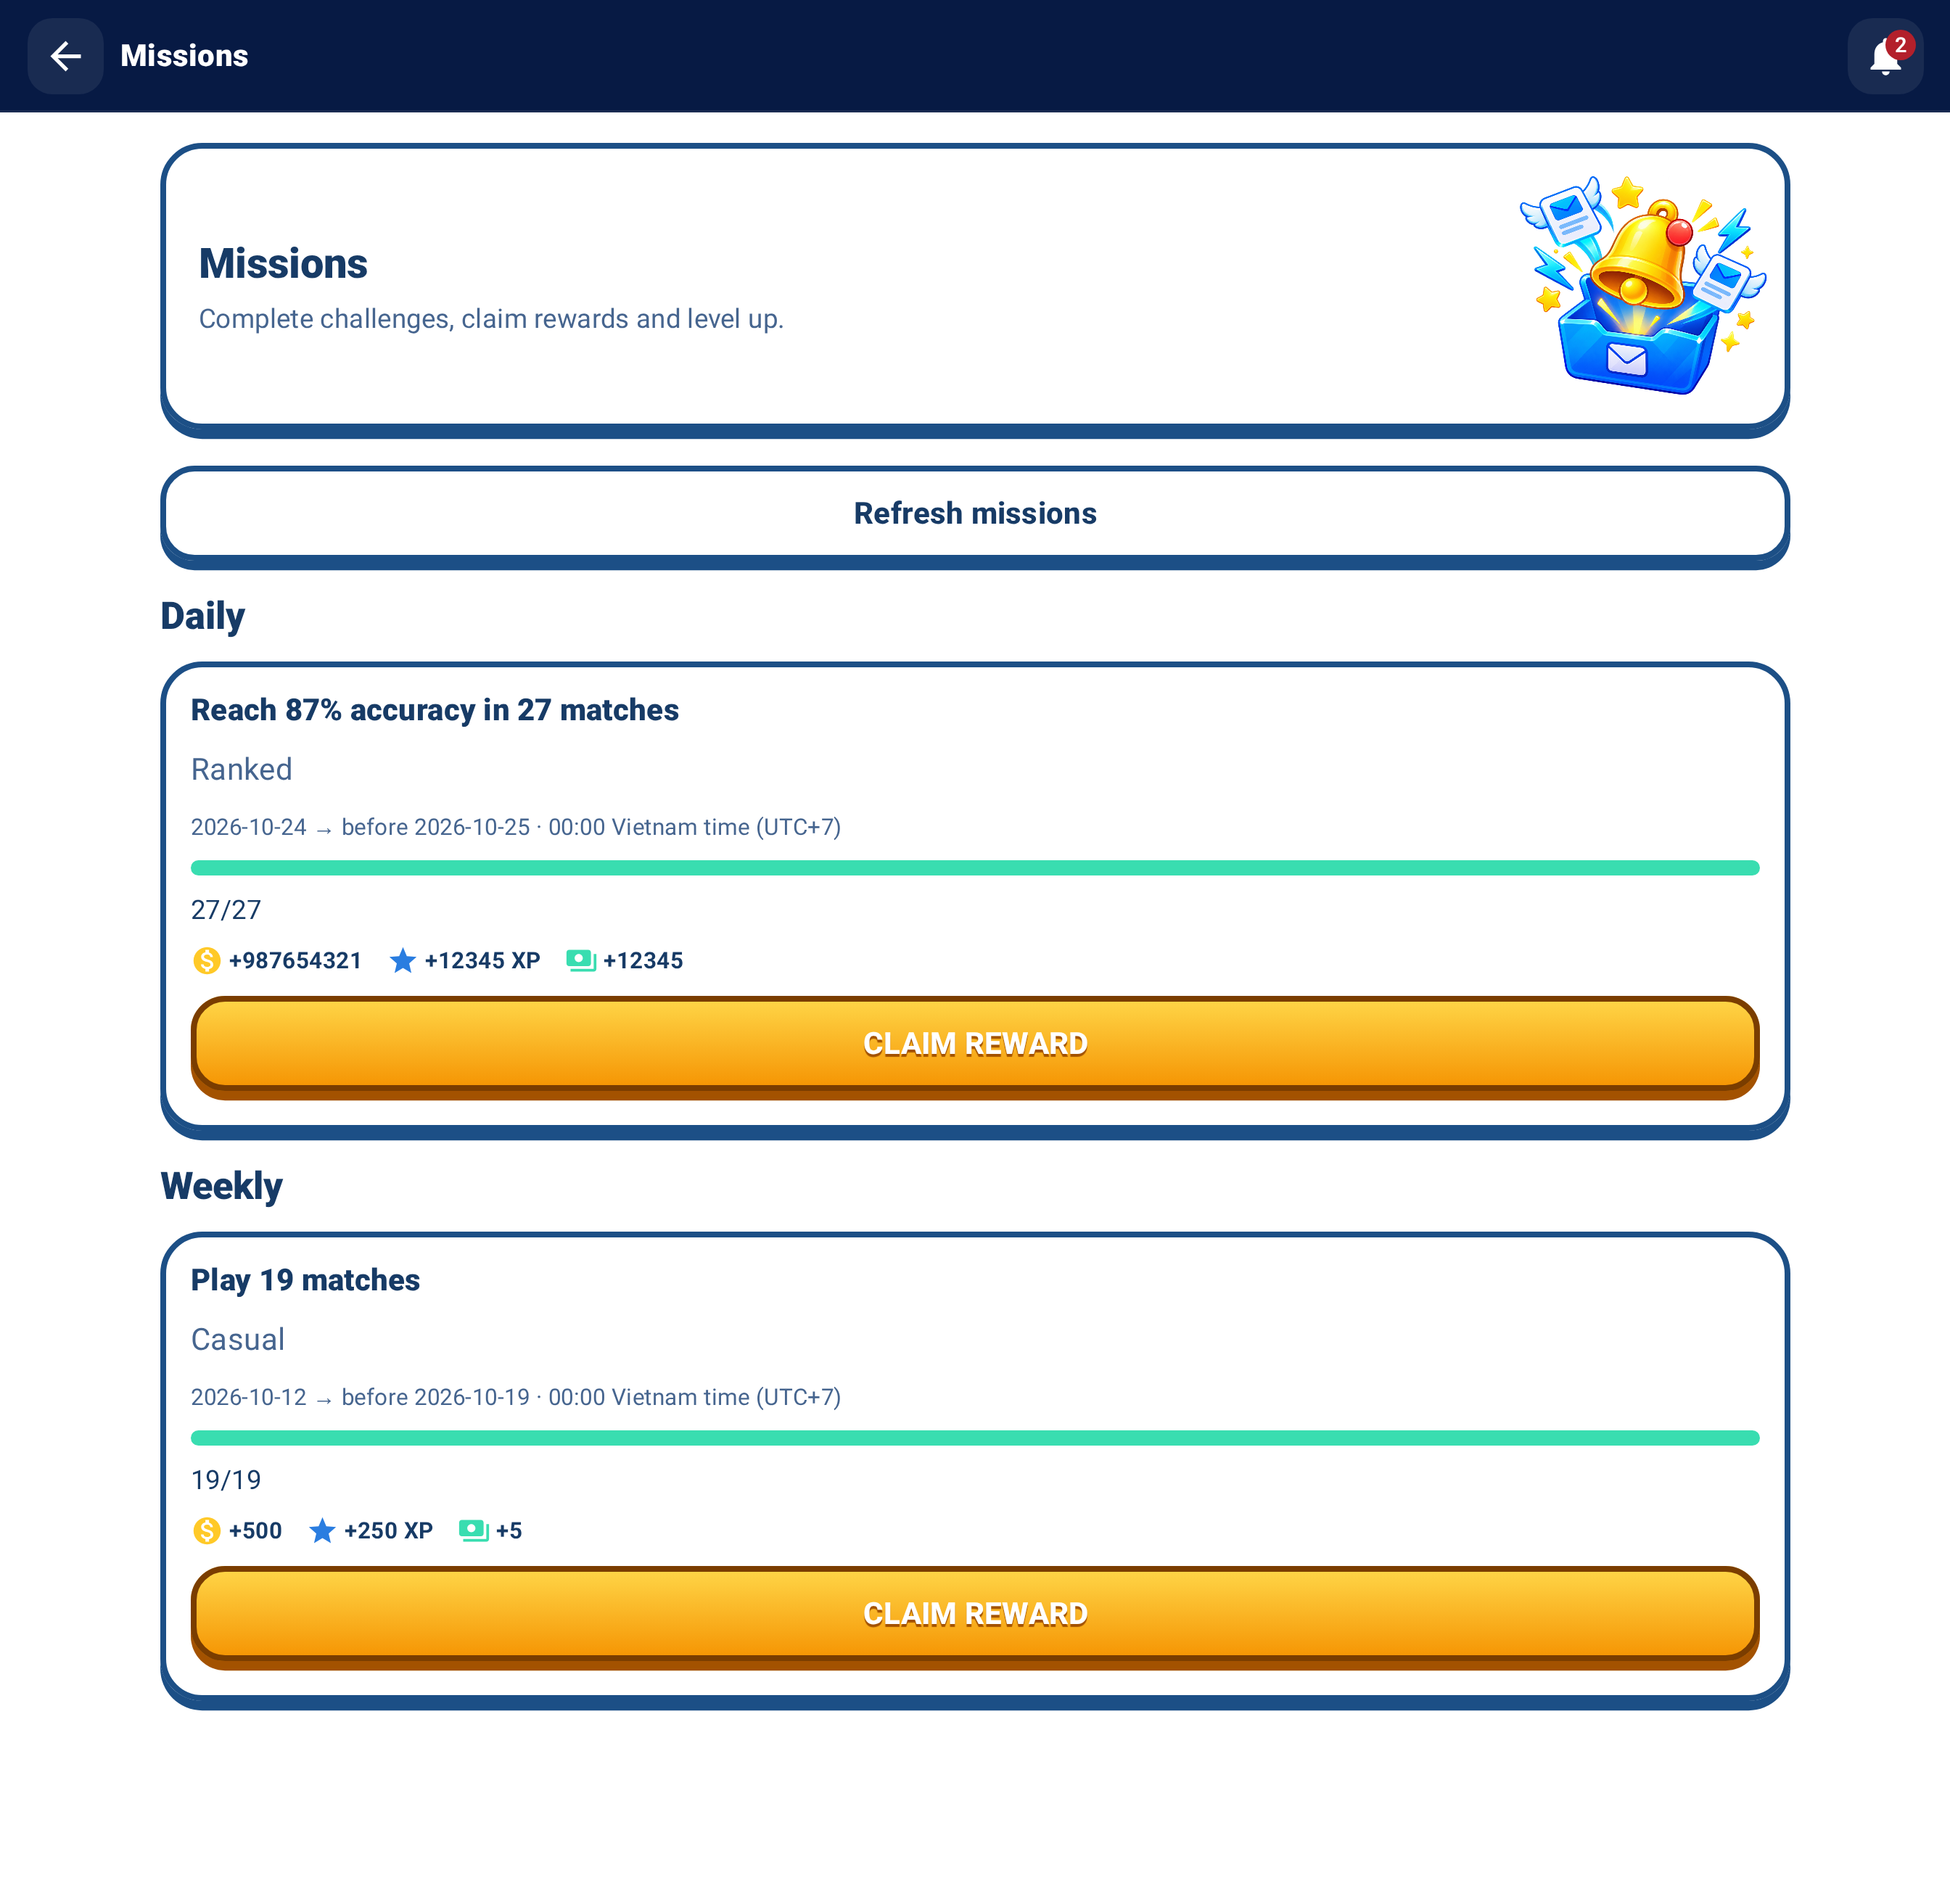 Missions
2
Missions
Complete challenges, claim rewards and level up.
Refresh missions
Daily
Reach 87% accuracy in 27 matches
Ranked
2026-10-24 → before 2026-10-25 · 00:00 Vietnam time (UTC+7)
27/27
+987654321 +12345 XP +12345
CLAIM REWARD
Weekly
Play 19 matches
Casual
2026-10-12 → before 2026-10-19 · 00:00 Vietnam time (UTC+7)
19/19
+500 +250 XP +5
CLAIM REWARD